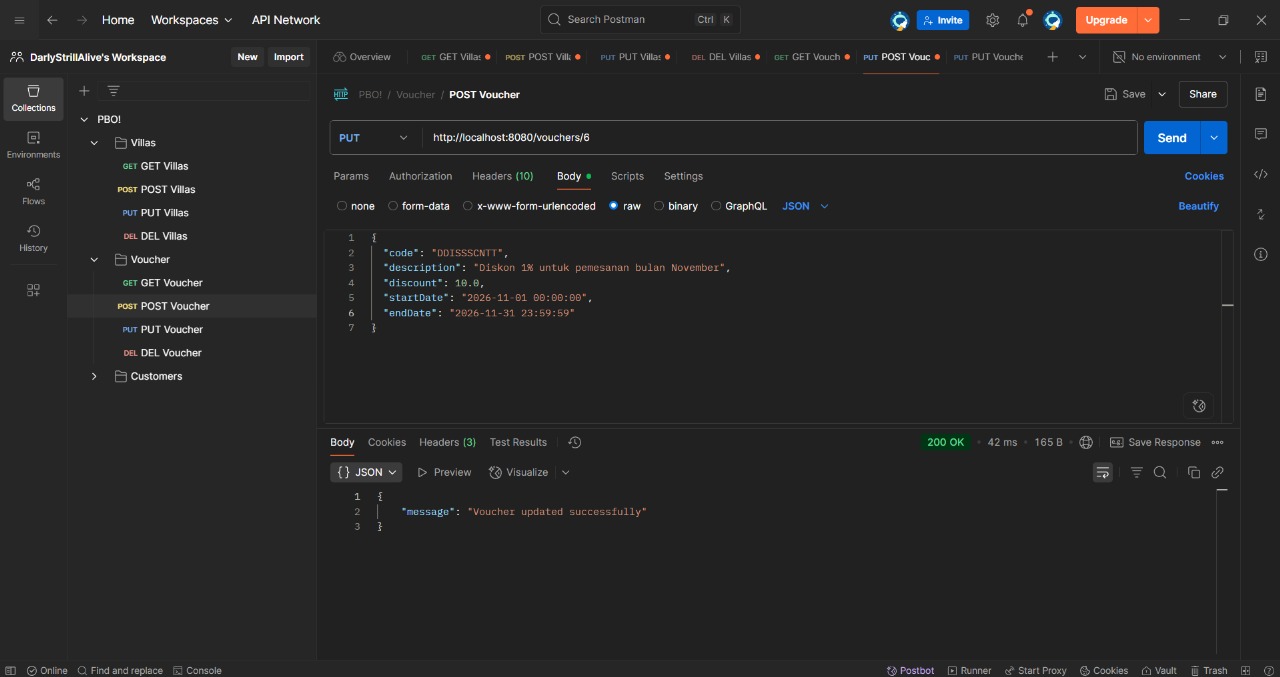 Home Workspaces API Network Search Postman Ctrl K Invite Upgrade
DarlyStrillAlive's Workspace New Import Overview GET GET Villas POST POST Villa PUT PUT Villas DEL DEL Villas GET GET Vouch PUT POST Vouc PUT PUT Vouche No environment
Collections
Environments
Flows
History
PBO!
Villas
GET GET Villas
POST POST Villas
PUT PUT Villas
DEL DEL Villas
Voucher
GET GET Voucher
POST POST Voucher
PUT PUT Voucher
DEL DEL Voucher
Customers
HTTP PBO! / Voucher / POST Voucher Save Share
PUT http://localhost:8080/vouchers/6 Send
Params Authorization Headers (10) Body Scripts Settings Cookies
none form-data x-www-form-urlencoded raw binary GraphQL JSON Beautify
1 {
2 "code": "DDISSSCNTT",
3 "description": "Diskon 1% untuk pemesanan bulan November",
4 "discount": 10.0,
5 "startDate": "2026-11-01 00:00:00",
6 "endDate": "2026-11-31 23:59:59"
7 }
Body Cookies Headers (3) Test Results 200 OK 42 ms 165 B Save Response
{} JSON Preview Visualize
1 {
2 "message": "Voucher updated successfully"
3 }
Online Find and replace Console Postbot Runner Start Proxy Cookies Vault Trash